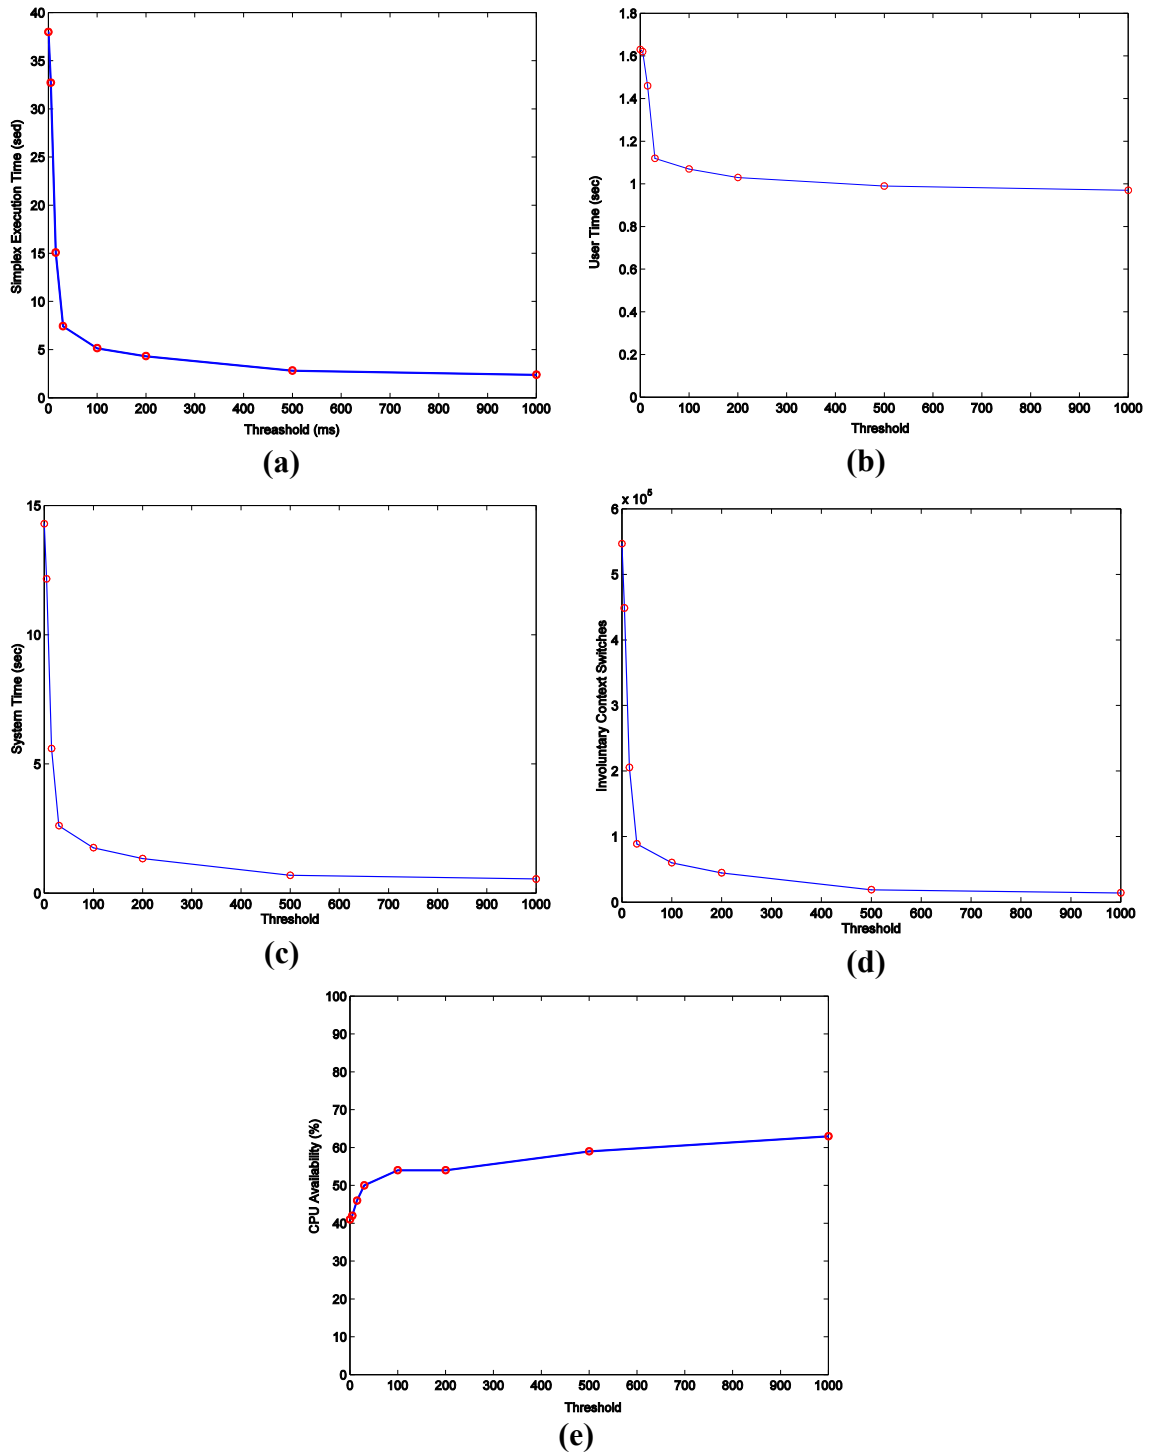 40
35
30
25
20
15
10
5
0
0 100 200 300 400 500 600 700 800 900 1000
Simplex Execution Time (sed)
Threashold (ms)
(a)
1.8
1.6
1.4
1.2
1
0.8
0.6
0.4
0.2
0
0 100 200 300 400 500 600 700 800 900 1000
User Time (sec)
Threshold
(b)
15
10
5
0
0 100 200 300 400 500 600 700 800 900 1000
System Time (sec)
Threshold
(c)
x 10^5
6
5
4
3
2
1
0
0 100 200 300 400 500 600 700 800 900 1000
Involuntary Context Switches
Threshold
(d)
100
90
80
70
60
50
40
30
20
10
0
0 100 200 300 400 500 600 700 800 900 1000
CPU Availability (%)
Threshold
(e)